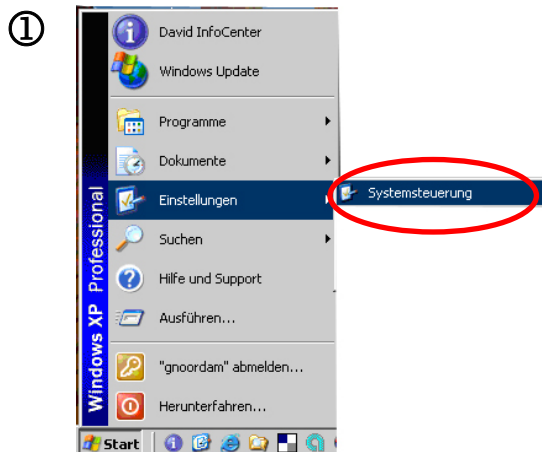 ①
David InfoCenter
Windows Update
Programme
Dokumente
Einstellungen
Systemsteuerung
Suchen
Hilfe und Support
Ausführen...
"gnoordam" abmelden...
Herunterfahren...
Windows XP Professional
Start